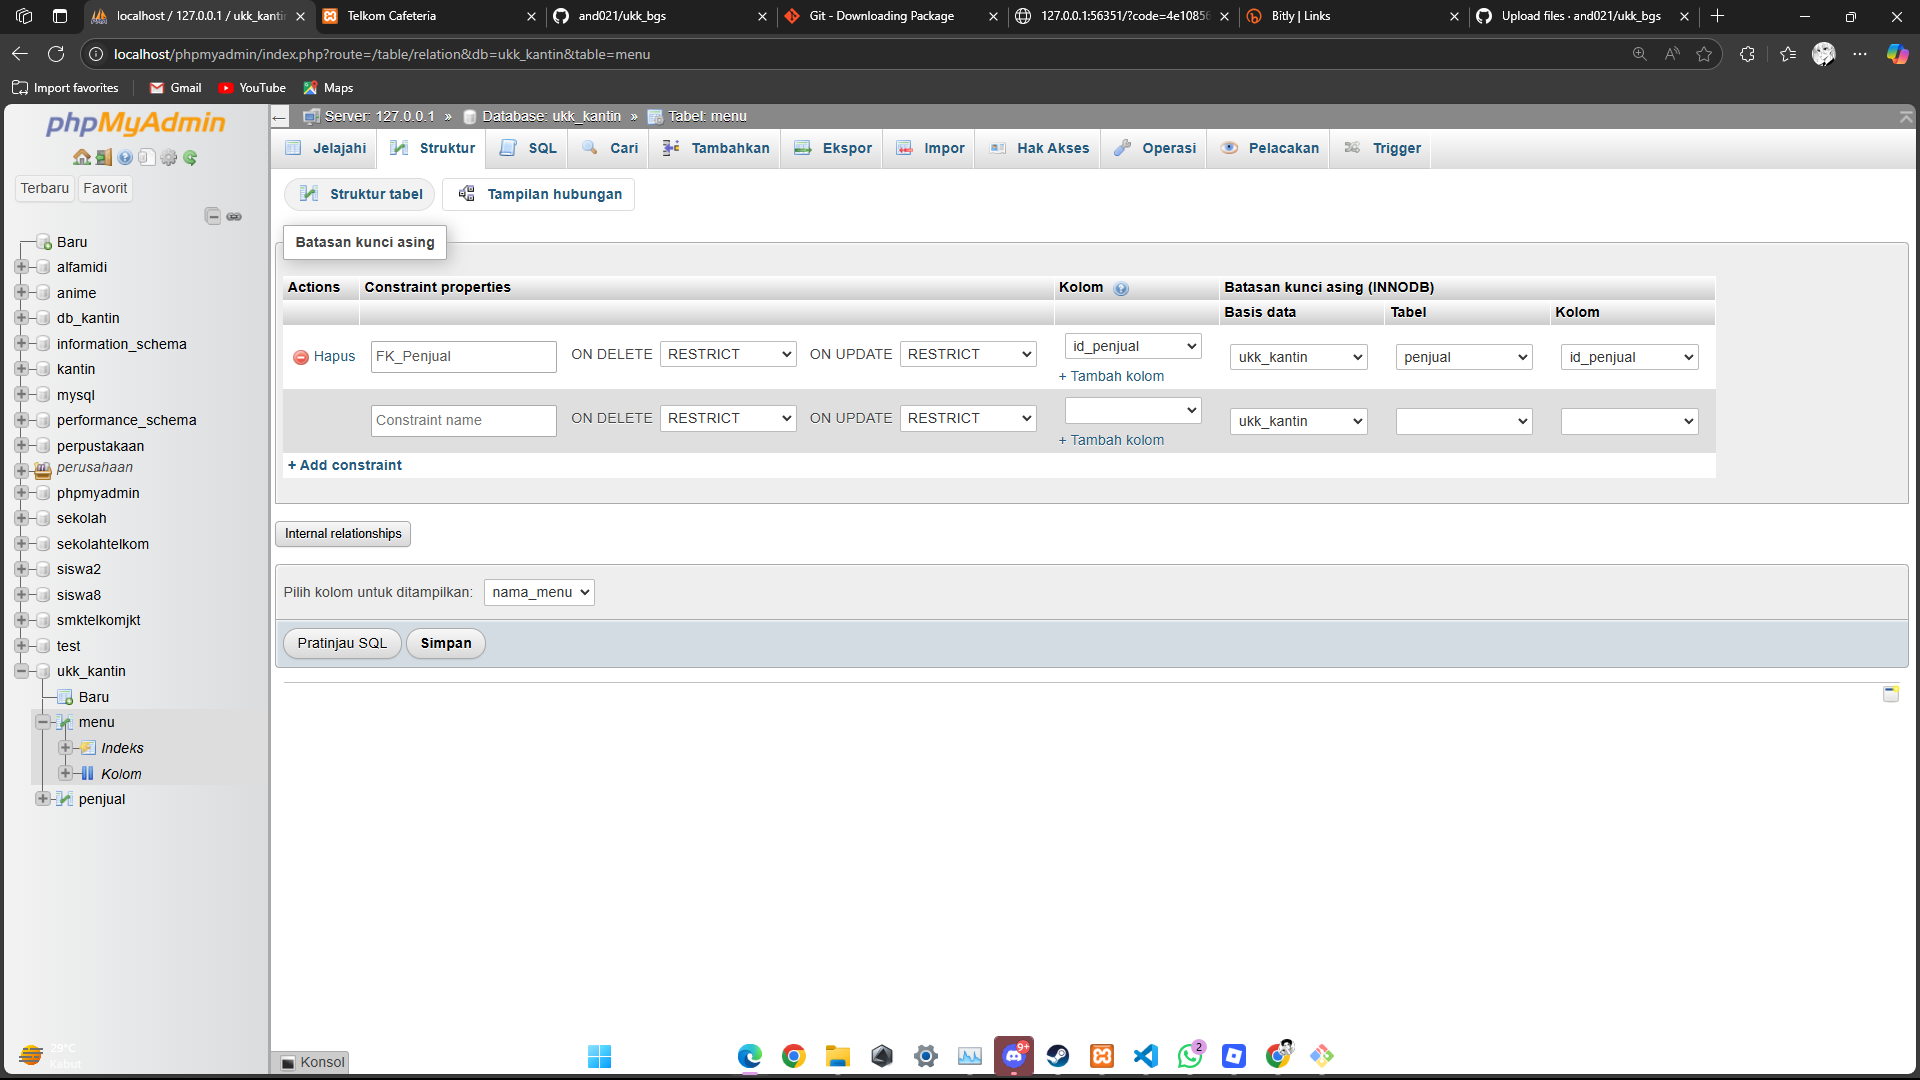 localhost / 127.0.0.1 / ukk_kantin
Telkom Cafeteria
and021/ukk_bgs
Git - Downloading Package
127.0.0.1:56351/?code=4e10856
Bitly | Links
Upload files · and021/ukk_bgs
localhost/phpmyadmin/index.php?route=/table/relation&db=ukk_kantin&table=menu
Import favorites
Gmail
YouTube
Maps
phpMyAdmin
Terbaru
Favorit
Baru
alfamidi
anime
db_kantin
information_schema
kantin
mysql
performance_schema
perpustakaan
perusahaan
phpmyadmin
sekolah
sekolahtelkom
siswa2
siswa8
smktelkomjkt
test
ukk_kantin
Baru
menu
Indeks
Kolom
penjual
Server: 127.0.0.1 » Database: ukk_kantin » Tabel: menu
Jelajahi
Struktur
SQL
Cari
Tambahkan
Ekspor
Impor
Hak Akses
Operasi
Pelacakan
Trigger
Struktur tabel
Tampilan hubungan
Batasan kunci asing
Actions
Constraint properties
Kolom
Batasan kunci asing (INNODB)
Basis data
Tabel
Kolom
Hapus
FK_Penjual
ON DELETE
RESTRICT
ON UPDATE
RESTRICT
id_penjual
+ Tambah kolom
ukk_kantin
penjual
id_penjual
Constraint name
ON DELETE
RESTRICT
ON UPDATE
RESTRICT
+ Tambah kolom
ukk_kantin
+ Add constraint
Internal relationships
Pilih kolom untuk ditampilkan:
nama_menu
Pratinjau SQL
Simpan
Konsol
29°C
Kabut
9+
2